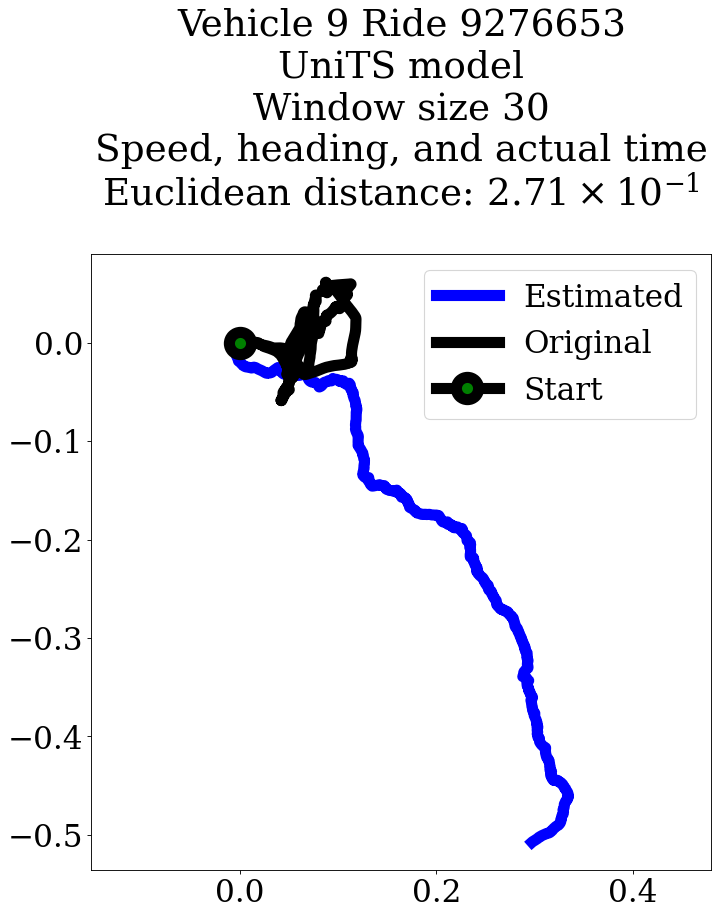 Vehicle 9 Ride 9276653
UniTS model
Window size 30
Speed, heading, and actual time
Euclidean distance: 2.71 × 10⁻¹
Estimated
Original
Start
0.0
−0.1
−0.2
−0.3
−0.4
−0.5
0.0 0.2 0.4